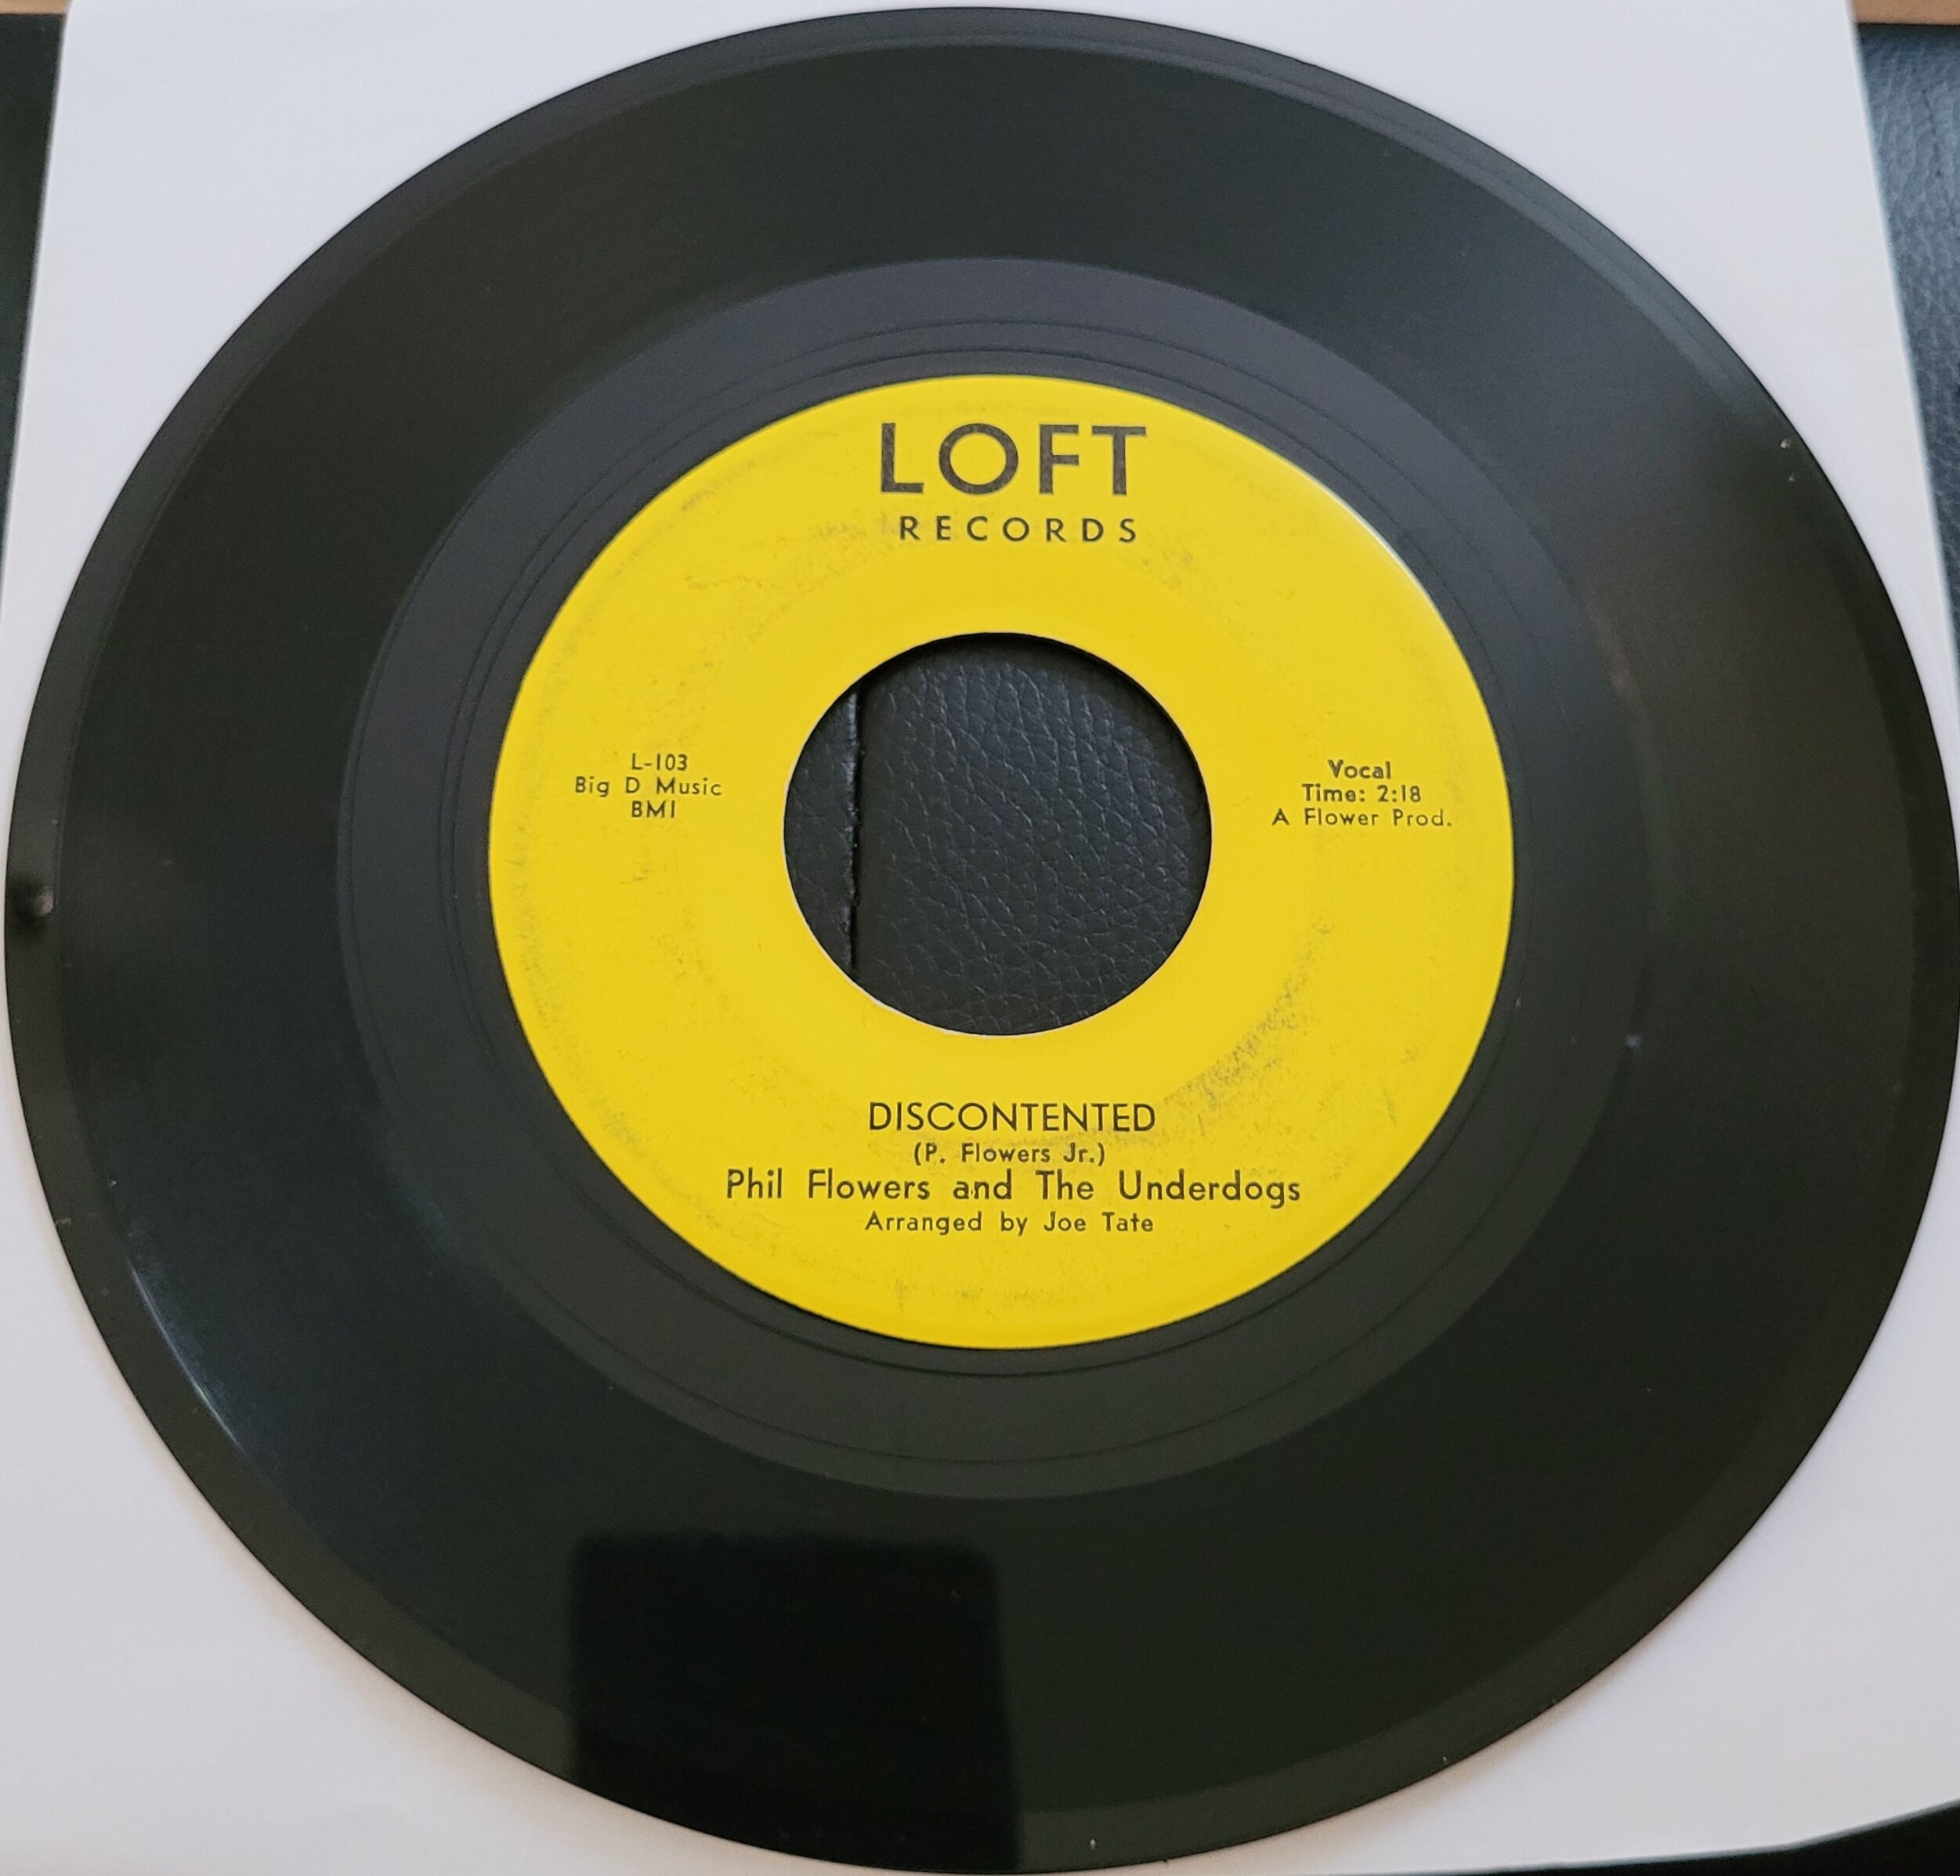 LOFT
RECORDS
L-103
Big D Music
BMI
Vocal
Time: 2:18
A Flower Prod.
DISCONTENTED
(P. Flowers Jr.)
Phil Flowers and The Underdogs
Arranged by Joe Tate